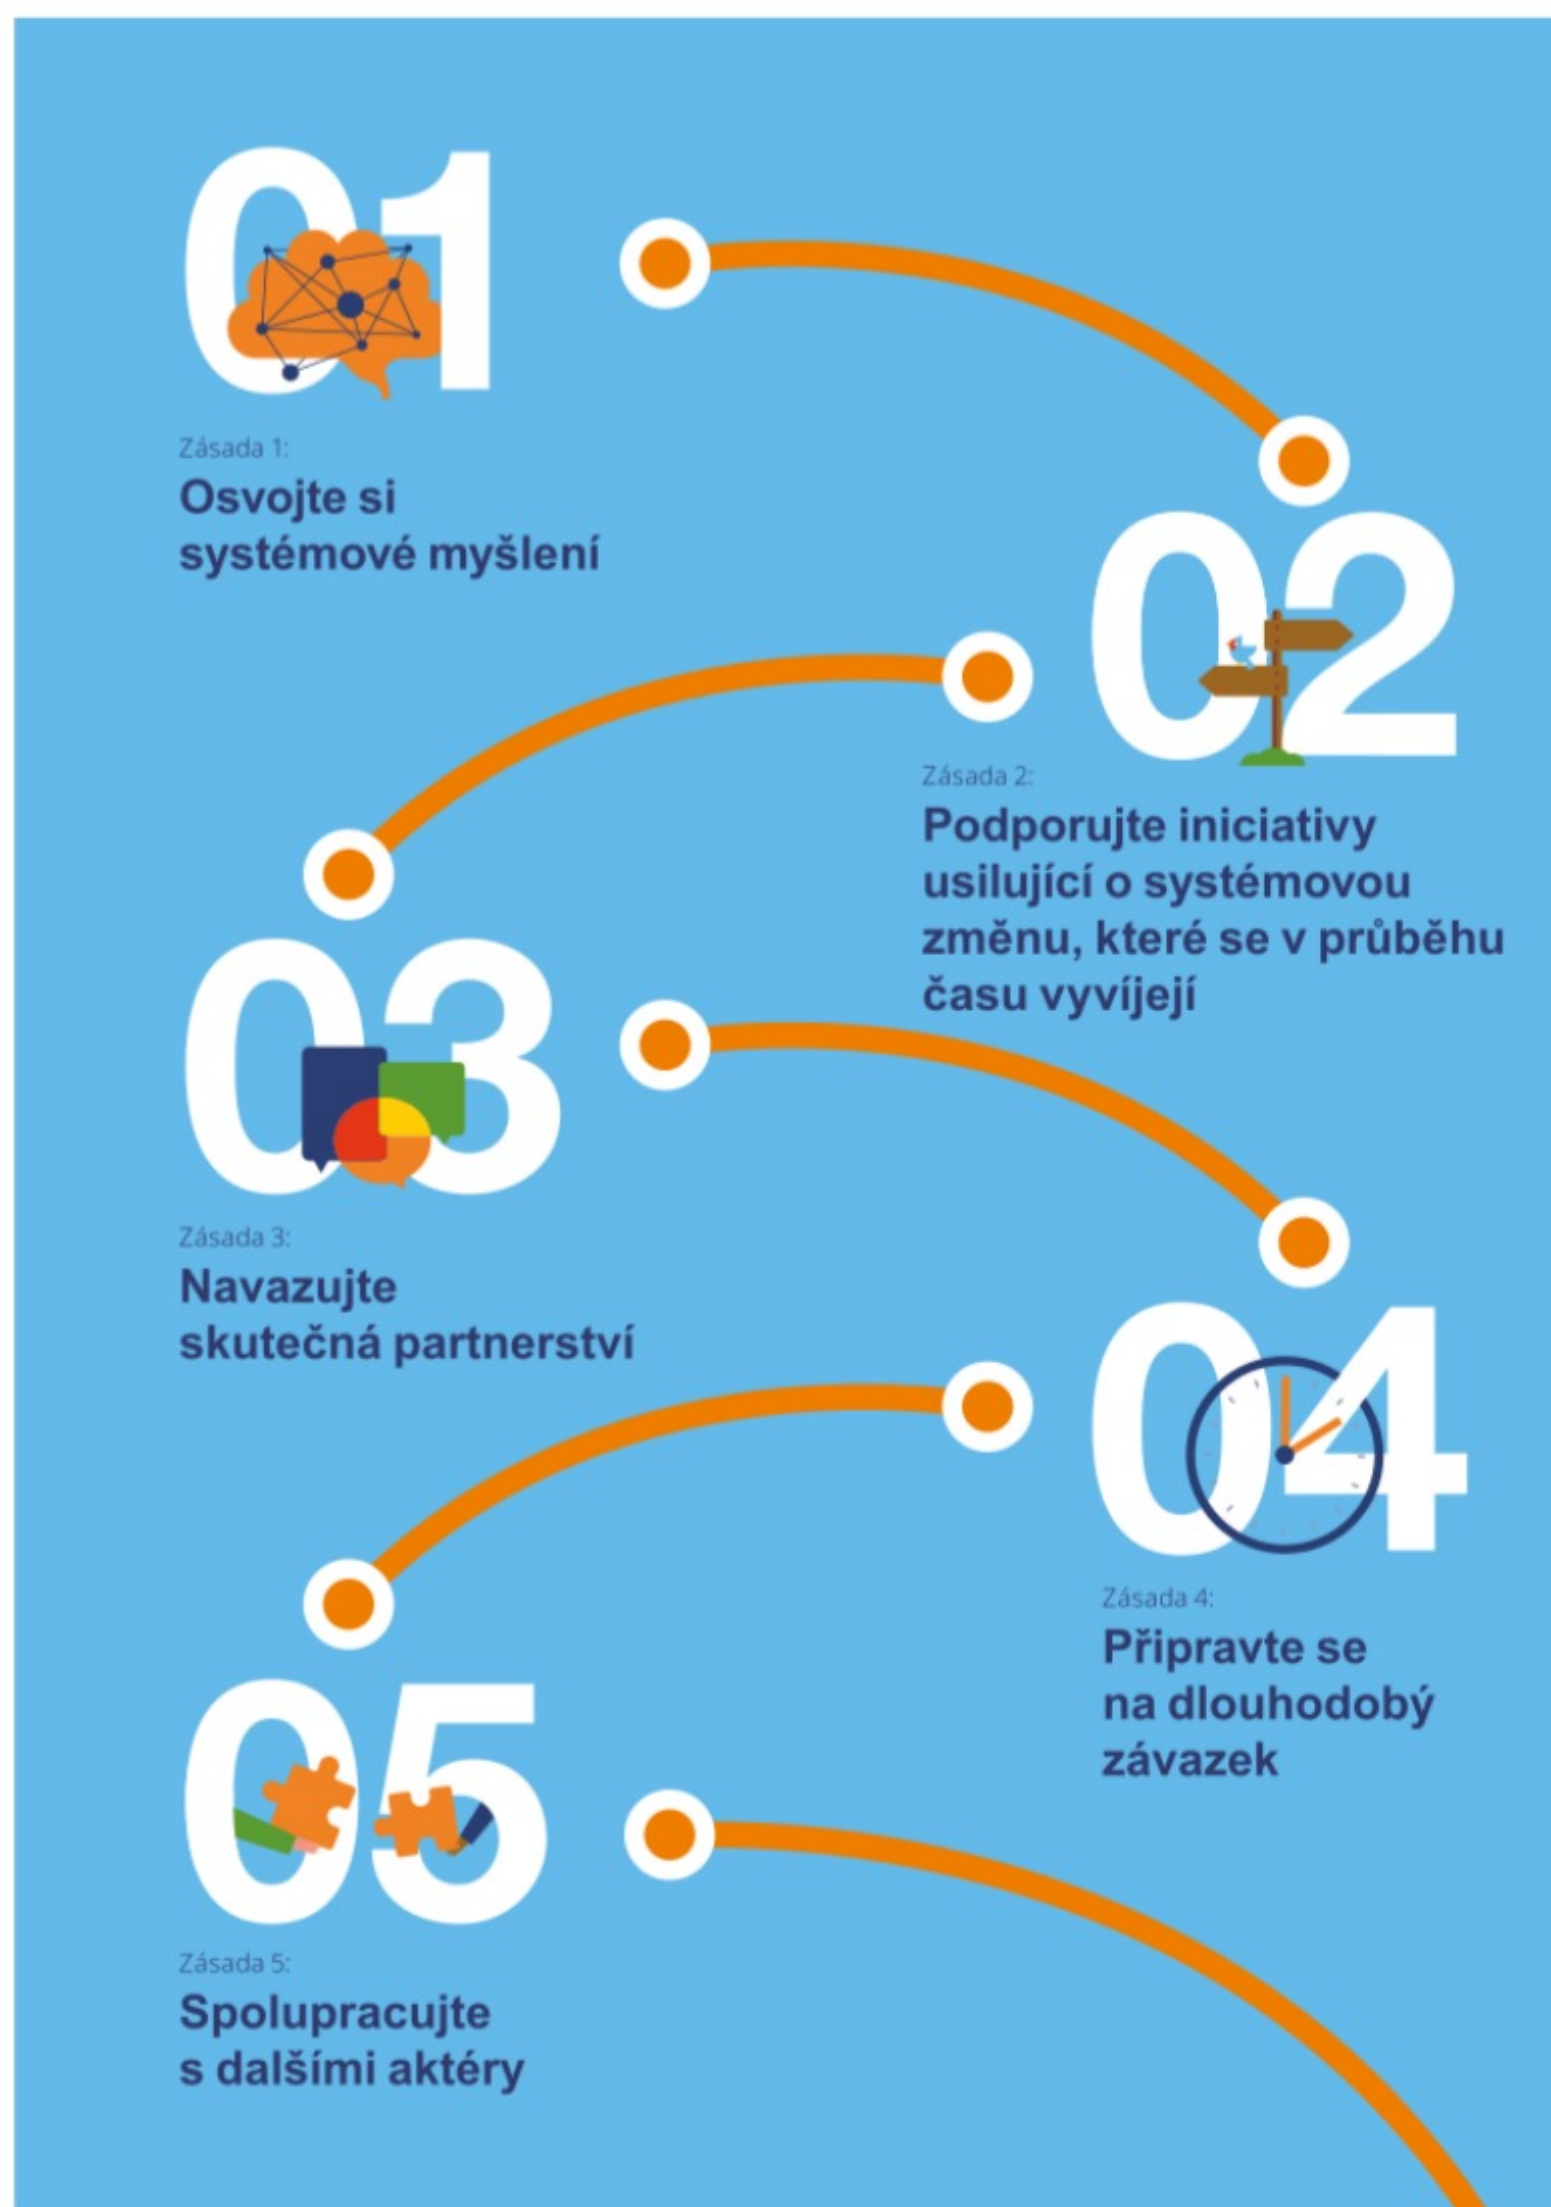 01
Zásada 1:
Osvojte si
systémové myšlení
02
Zásada 2:
Podporujte iniciativy
usilující o systémovou
změnu, které se v průběhu
času vyvíjejí
03
Zásada 3:
Navazujte
skutečná partnerství
04
Zásada 4:
Připravte se
na dlouhodobý
závazek
05
Zásada 5:
Spolupracujte
s dalšími aktéry